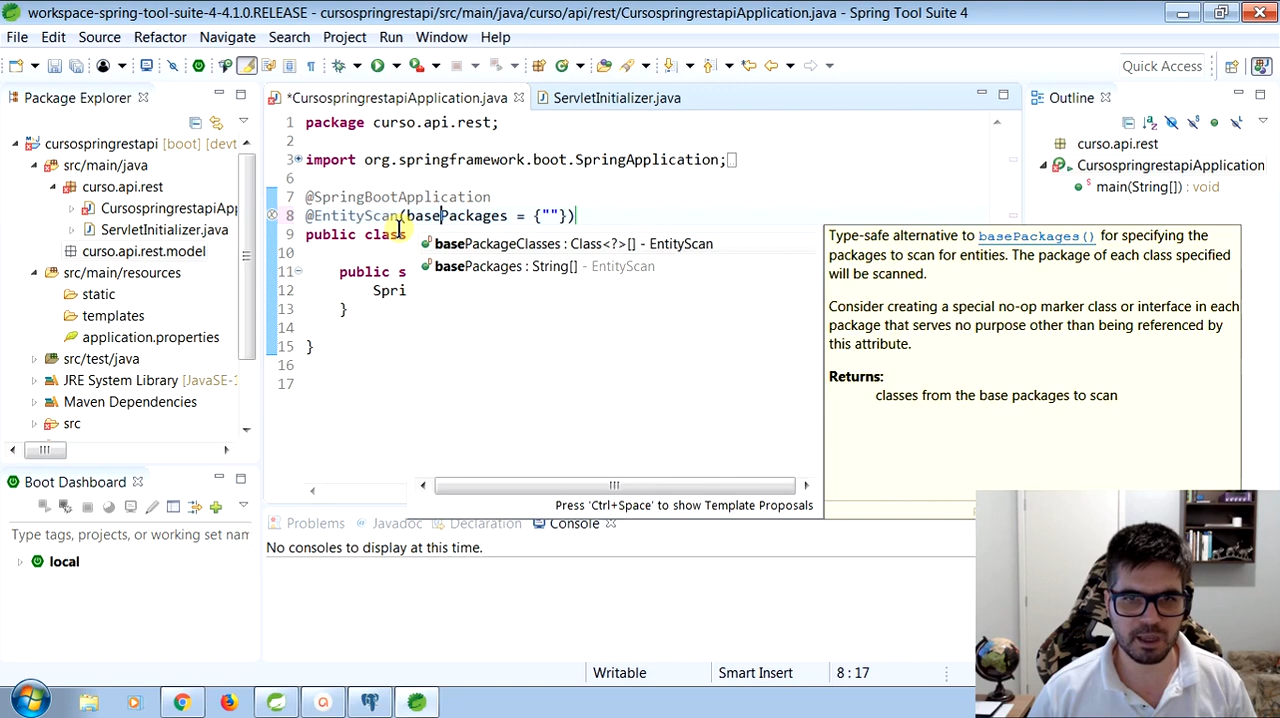 workspace-spring-tool-suite-4-4.1.0.RELEASE - cursospringrestapi/src/main/java/curso/api/rest/CursospringrestapiApplication.java - Spring Tool Suite 4
File Edit Source Refactor Navigate Search Project Run Window Help
Quick Access
Package Explorer
cursospringrestapi [boot] [devt
src/main/java
curso.api.rest
CursospringrestapiApp
ServletInitializer.java
curso.api.rest.model
src/main/resources
static
templates
application.properties
src/test/java
JRE System Library [JavaSE-1
Maven Dependencies
src
Boot Dashboard
Type tags, projects, or working set nam
local
*CursospringrestapiApplication.java
ServletInitializer.java
1 package curso.api.rest;
2
3 import org.springframework.boot.SpringApplication;
6
7 @SpringBootApplication
8 @EntityScan(basePackages = {""})
9 public class
10
11 public s
12 Spri
13 }
14
15 }
16
17
basePackageClasses : Class<?>[] - EntityScan
basePackages : String[] - EntityScan
Press 'Ctrl+Space' to show Template Proposals
Type-safe alternative to basePackages() for specifying the
packages to scan for entities. The package of each class specified
will be scanned.
Consider creating a special no-op marker class or interface in each
package that serves no purpose other than being referenced by
this attribute.
Returns:
classes from the base packages to scan
Outline
curso.api.rest
CursospringrestapiApplication
main(String[]) : void
Problems Javadoc Declaration Console
No consoles to display at this time.
Writable
Smart Insert
8 : 17